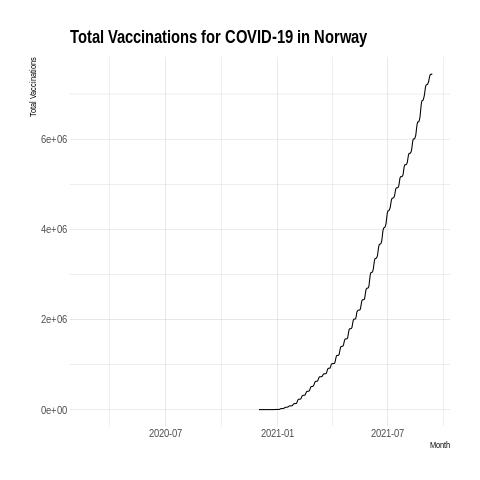 Total Vaccinations for COVID-19 in Norway
Total Vaccinations
6e+06
4e+06
2e+06
0e+00
2020-07 2021-01 2021-07
Month